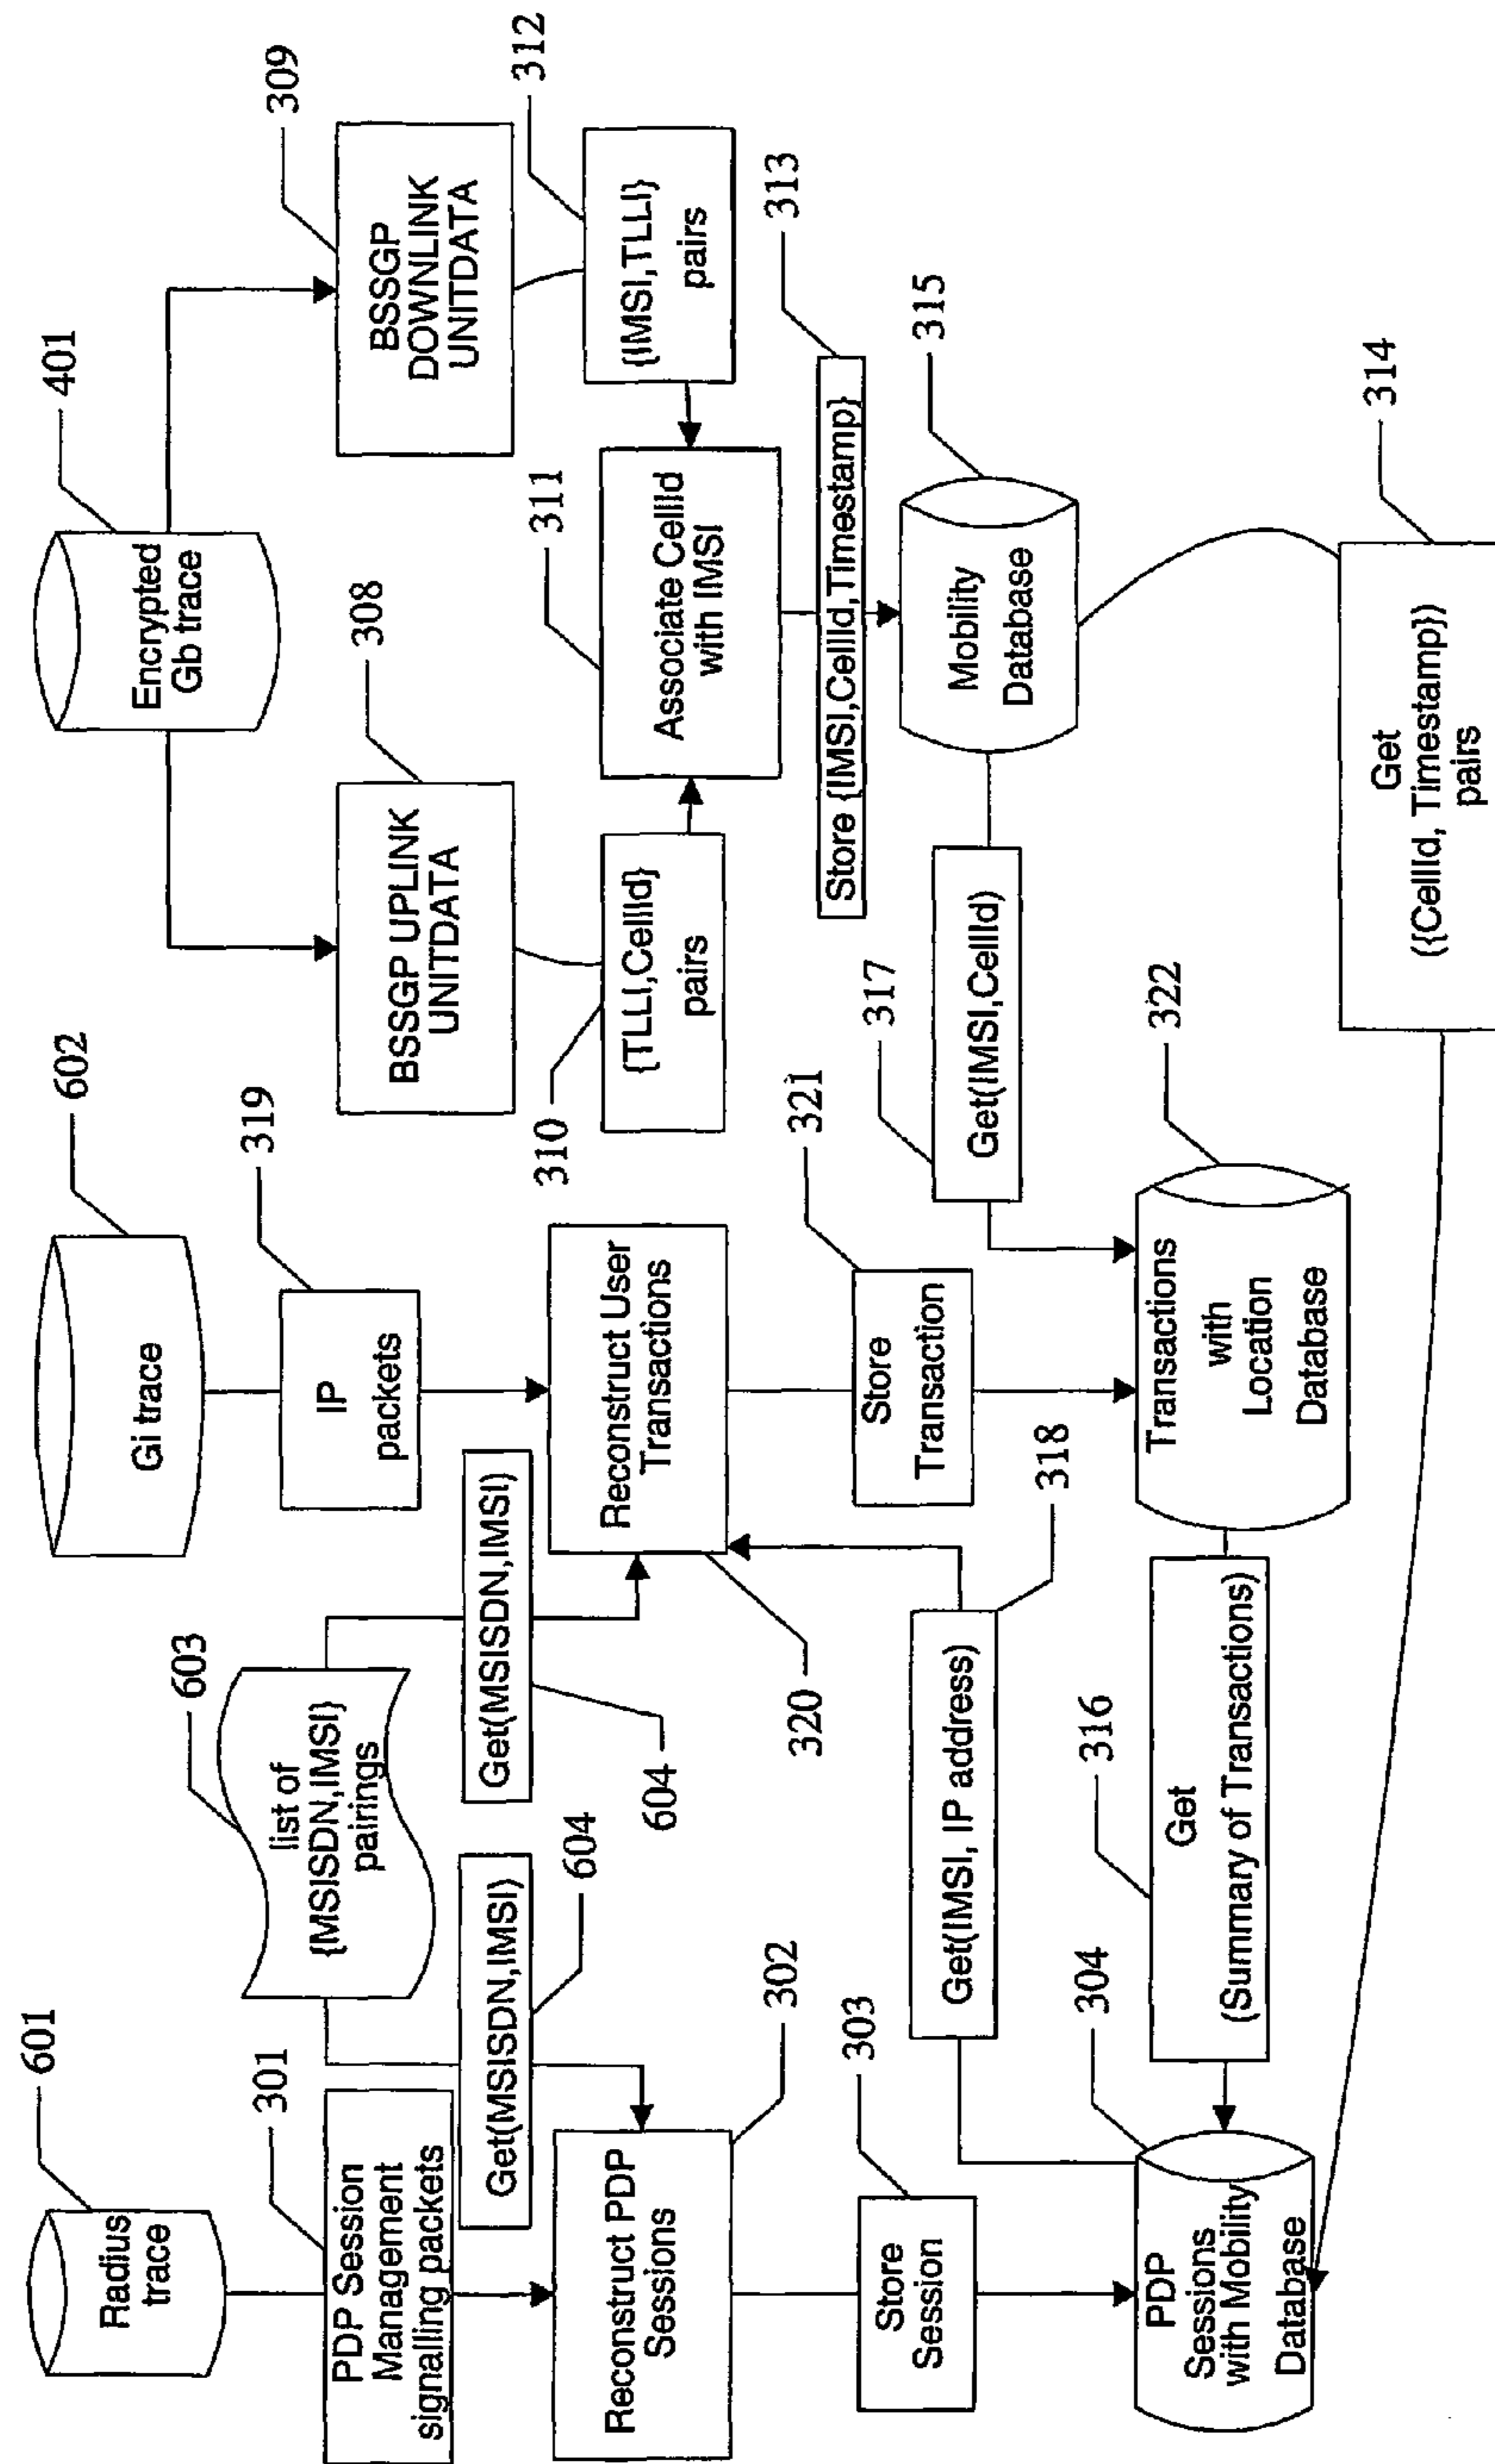 601
Radius
trace
301
PDP Session
Management
signalling packets
603
list of
{MSISDN,IMSI}
pairings
Get(MSISDN,IMSI)
604
Reconstruct PDP
Sessions
302
Store
Session
303
PDP
Sessions
with Mobility
Database
304
602
Gi trace
319
IP
packets
Get(MSISDN,IMSI)
604
Reconstruct User
Transactions
320
Store
Transaction
321
Get(IMSI, IP address)
318
Get
(Summary of Transactions)
316
Transactions
with
Location
Database
322
401
Encrypted
Gb trace
308
BSSGP UPLINK
UNITDATA
309
BSSGP
DOWNLINK
UNITDATA
310
{TLLI,CellId}
pairs
312
{IMSI,TLLI}
pairs
311
Associate CellId
with IMSI
313
Store {IMSI,CellId,Timestamp}
315
Mobility
Database
317
Get(IMSI,CellId)
314
Get
({CellId, Timestamp})
pairs